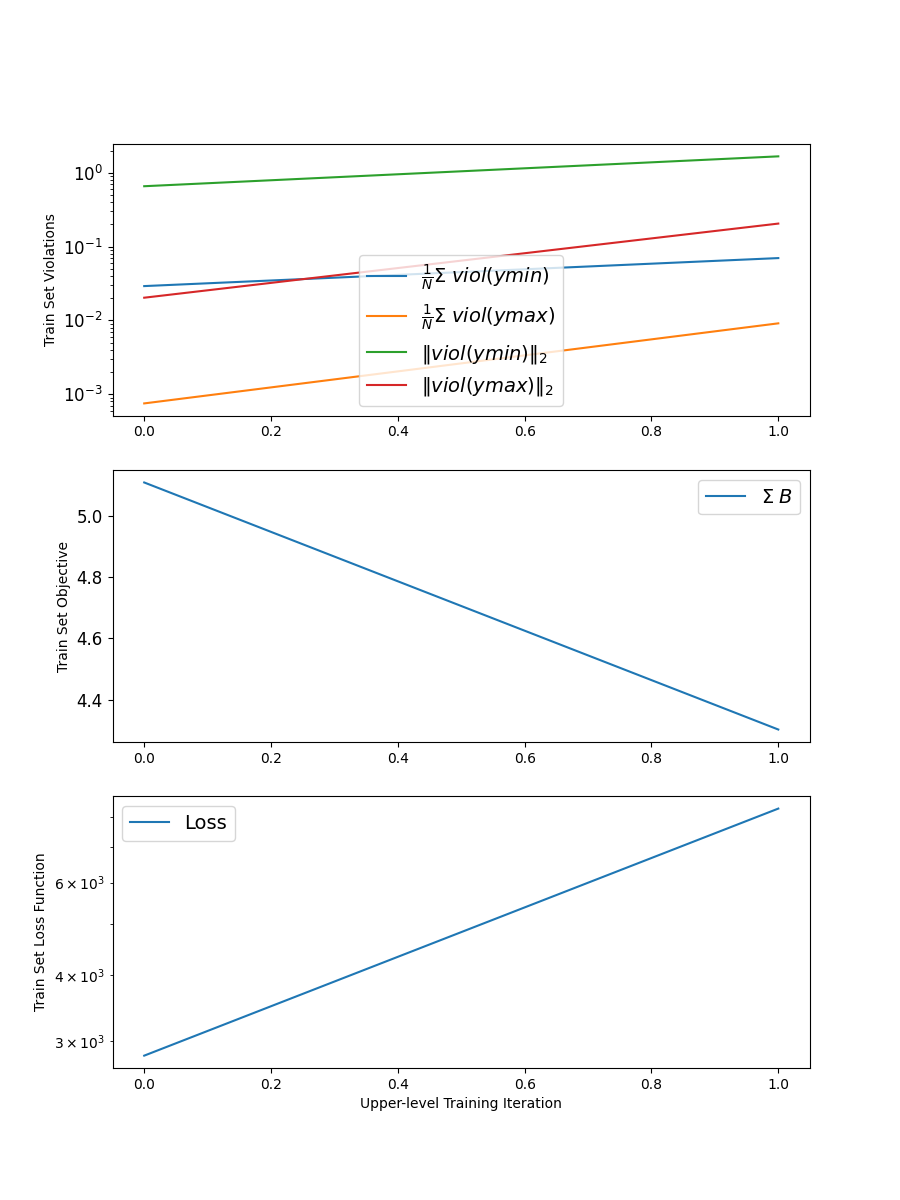 Train Set Violations
10⁰
10⁻¹
10⁻²
10⁻³
1/N Σ viol(ymin)
1/N Σ viol(ymax)
‖viol(ymin)‖₂
‖viol(ymax)‖₂
0.0 0.2 0.4 0.6 0.8 1.0
Train Set Objective
5.0
4.8
4.6
4.4
Σ B
0.0 0.2 0.4 0.6 0.8 1.0
Train Set Loss Function
Loss
6 × 10³
4 × 10³
3 × 10³
0.0 0.2 0.4 0.6 0.8 1.0
Upper-level Training Iteration